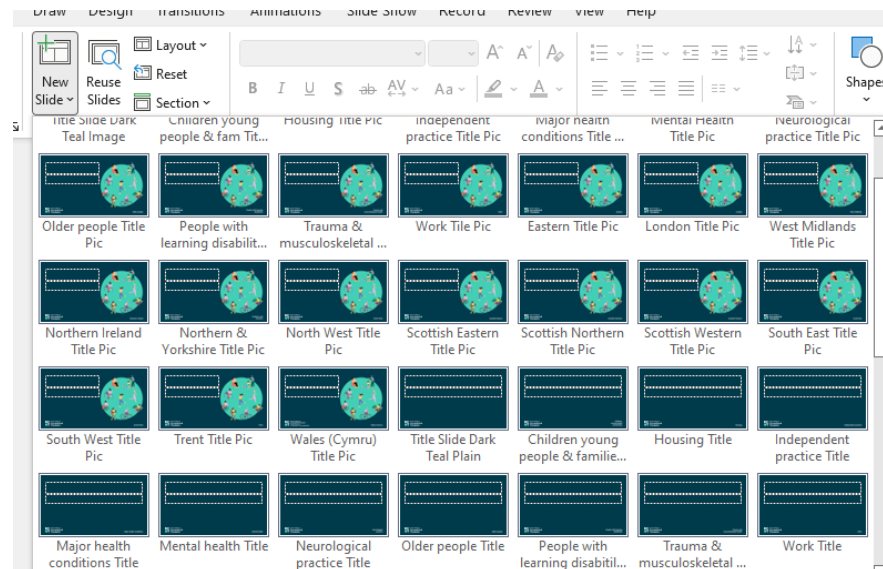 Draw Design Transitions Animations Slide Show Record Review View Help
New Slide
Reuse Slides
Layout
Reset
Section
B I U S ab AV Aa A A A A
Shapes
Title Slide Dark Teal Image
Children young people & fam Tit...
Housing Title Pic
Independent practice Title Pic
Major health conditions Title ...
Mental Health Title Pic
Neurological practice Title Pic
Older people Title Pic
People with learning disabilit...
Trauma & musculoskeletal ...
Work Tile Pic
Eastern Title Pic
London Title Pic
West Midlands Title Pic
Northern Ireland Title Pic
Northern & Yorkshire Title Pic
North West Title Pic
Scottish Eastern Title Pic
Scottish Northern Title Pic
Scottish Western Title Pic
South East Title Pic
South West Title Pic
Trent Title Pic
Wales (Cymru) Title Pic
Title Slide Dark Teal Plain
Children young people & familie...
Housing Title
Independent practice Title
Major health conditions Title
Mental health Title
Neurological practice Title
Older people Title
People with learning disabitil...
Trauma & musculoskeletal ...
Work Title